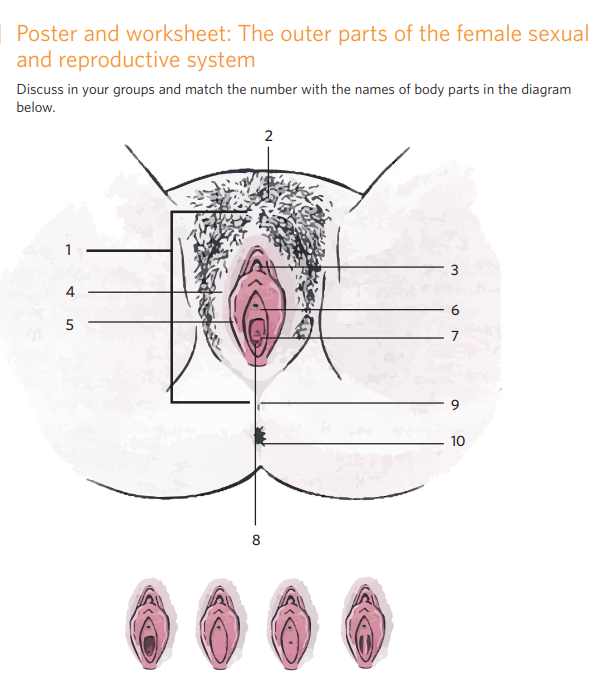 Poster and worksheet: The outer parts of the female sexual
and reproductive system
Discuss in your groups and match the number with the names of body parts in the diagram
below.
2
1
3
4
6
5
7
9
10
8